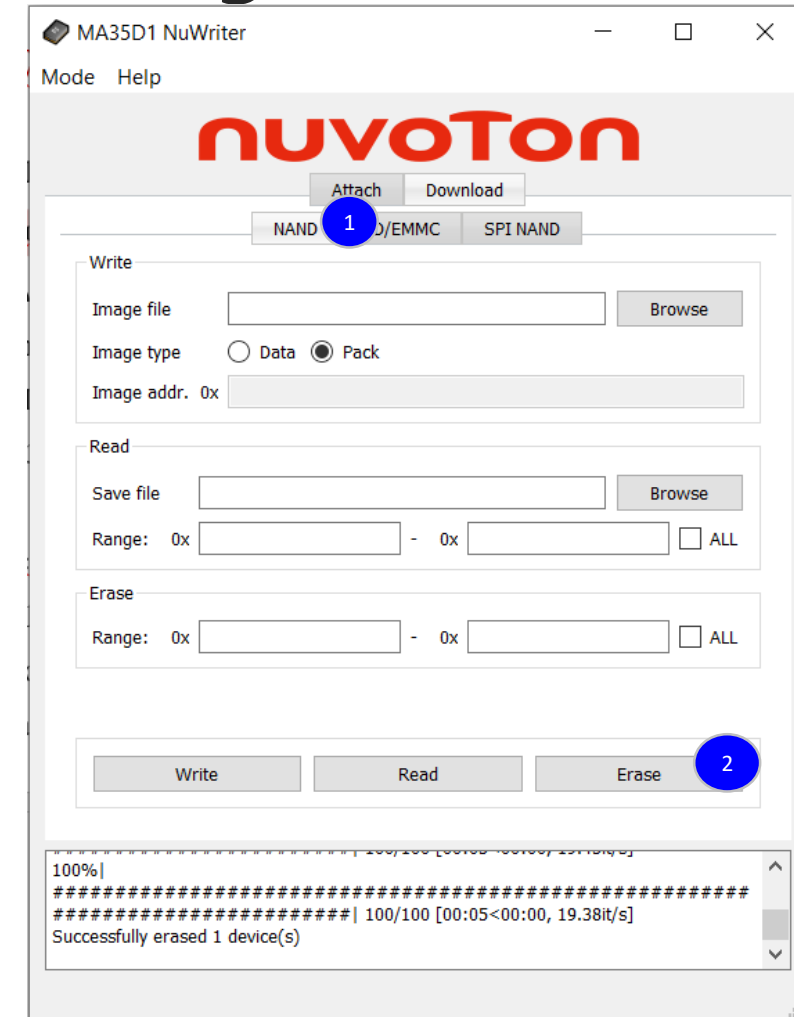 MA35D1 NuWriter
Mode Help
nuvoTon
Attach Download
NAND 1 D/EMMC SPI NAND
Write
Image file Browse
Image type Data Pack
Image addr. 0x
Read
Save file Browse
Range: 0x - 0x ALL
Erase
Range: 0x - 0x ALL
Write Read Erase 2
100%|
########################################################
########################| 100/100 [00:05<00:00, 19.38it/s]
Successfully erased 1 device(s)